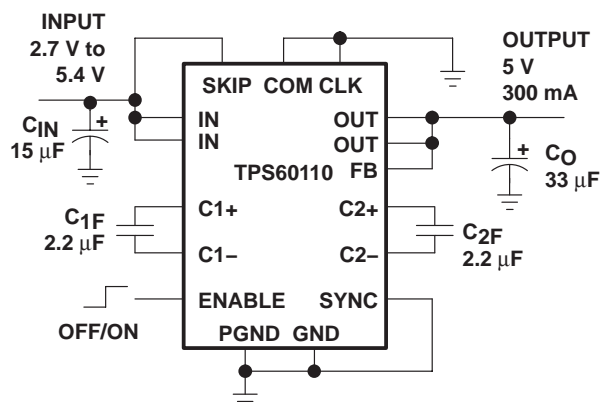 INPUT
2.7 V to
5.4 V
OUTPUT
5 V
300 mA
SKIP COM CLK
CIN
+
15 µF
IN
IN
OUT
OUT
TPS60110 FB
+
CO
33 µF
C1F
2.2 µF
C1+
C1–
C2+
C2–
C2F
2.2 µF
ENABLE SYNC
OFF/ON
PGND GND